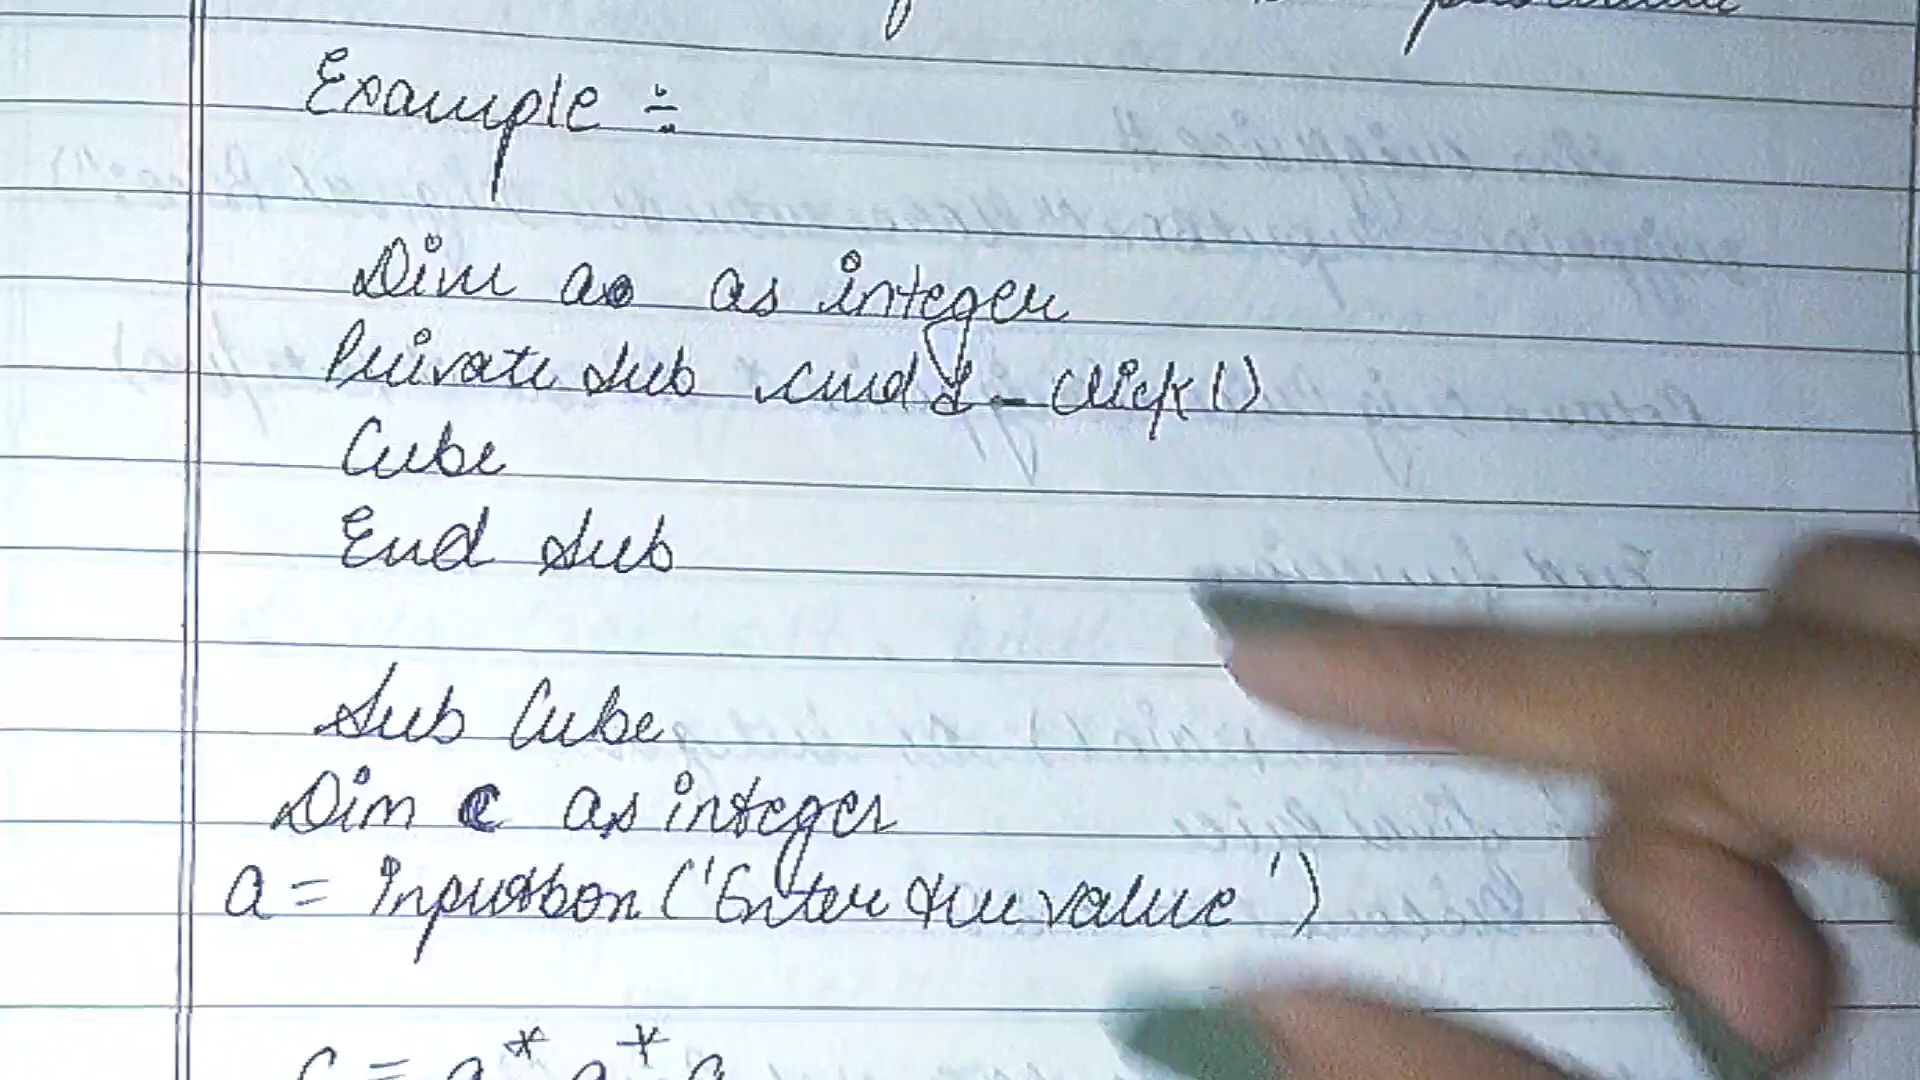 Example :-
Dim a as integer
Private Sub cmd1_click()
Cube
End Sub
Sub Cube
Dim c as integer
a = Inputbox ('Enter the value')
c = a * a * a